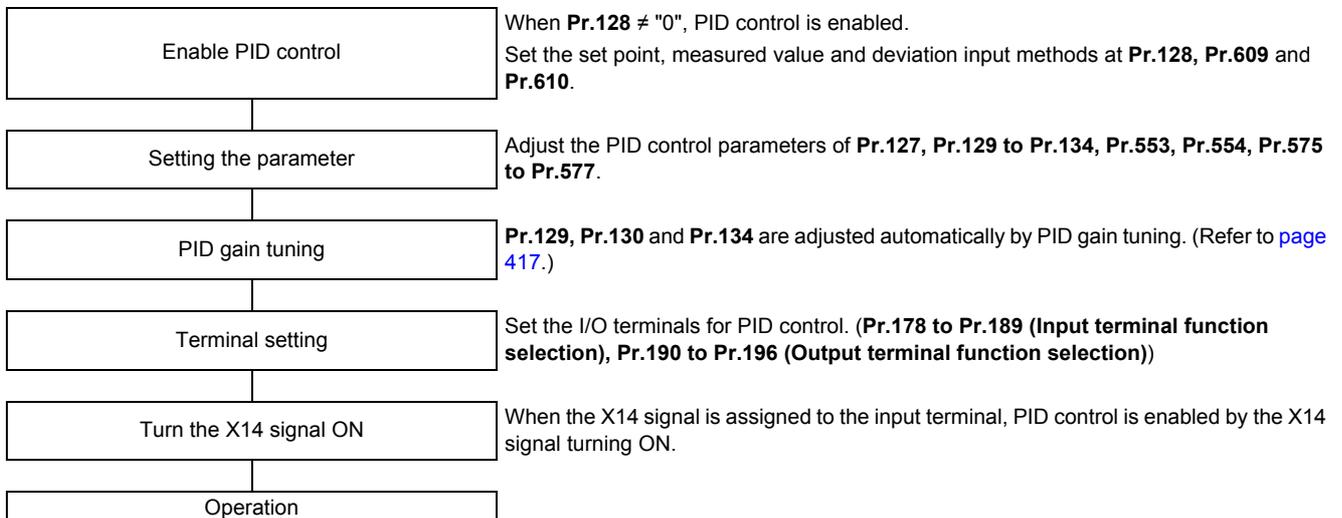 Enable PID control
When Pr.128 ≠ "0", PID control is enabled.
Set the set point, measured value and deviation input methods at Pr.128, Pr.609 and
Pr.610.
Setting the parameter
Adjust the PID control parameters of Pr.127, Pr.129 to Pr.134, Pr.553, Pr.554, Pr.575
to Pr.577.
PID gain tuning
Pr.129, Pr.130 and Pr.134 are adjusted automatically by PID gain tuning. (Refer to page
417.)
Terminal setting
Set the I/O terminals for PID control. (Pr.178 to Pr.189 (Input terminal function
selection), Pr.190 to Pr.196 (Output terminal function selection))
Turn the X14 signal ON
When the X14 signal is assigned to the input terminal, PID control is enabled by the X14
signal turning ON.
Operation